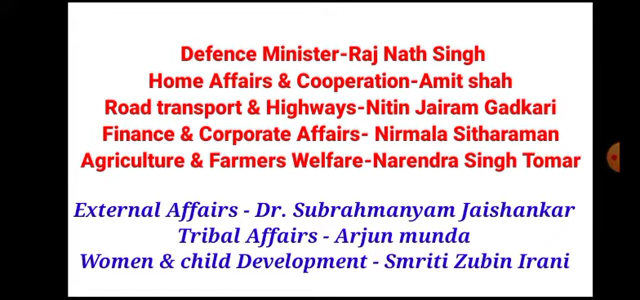 Defence Minister-Raj Nath Singh
Home Affairs & Cooperation-Amit shah
Road transport & Highways-Nitin Jairam Gadkari
Finance & Corporate Affairs- Nirmala Sitharaman
Agriculture & Farmers Welfare-Narendra Singh Tomar
External Affairs - Dr. Subrahmanyam Jaishankar
Tribal Affairs - Arjun munda
Women & child Development - Smriti Zubin Irani